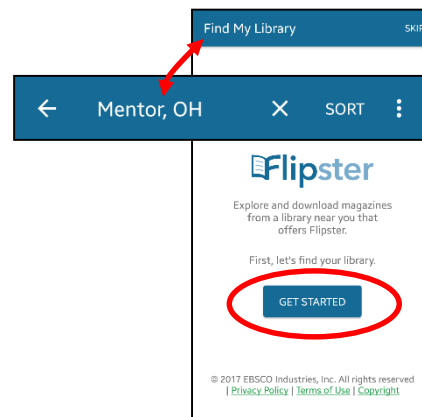 Find My Library SKIP
← Mentor, OH × SORT ⋮
Flipster
Explore and download magazines
from a library near you that
offers Flipster.
First, let's find your library.
GET STARTED
© 2017 EBSCO Industries, Inc. All rights reserved
| Privacy Policy | Terms of Use | Copyright